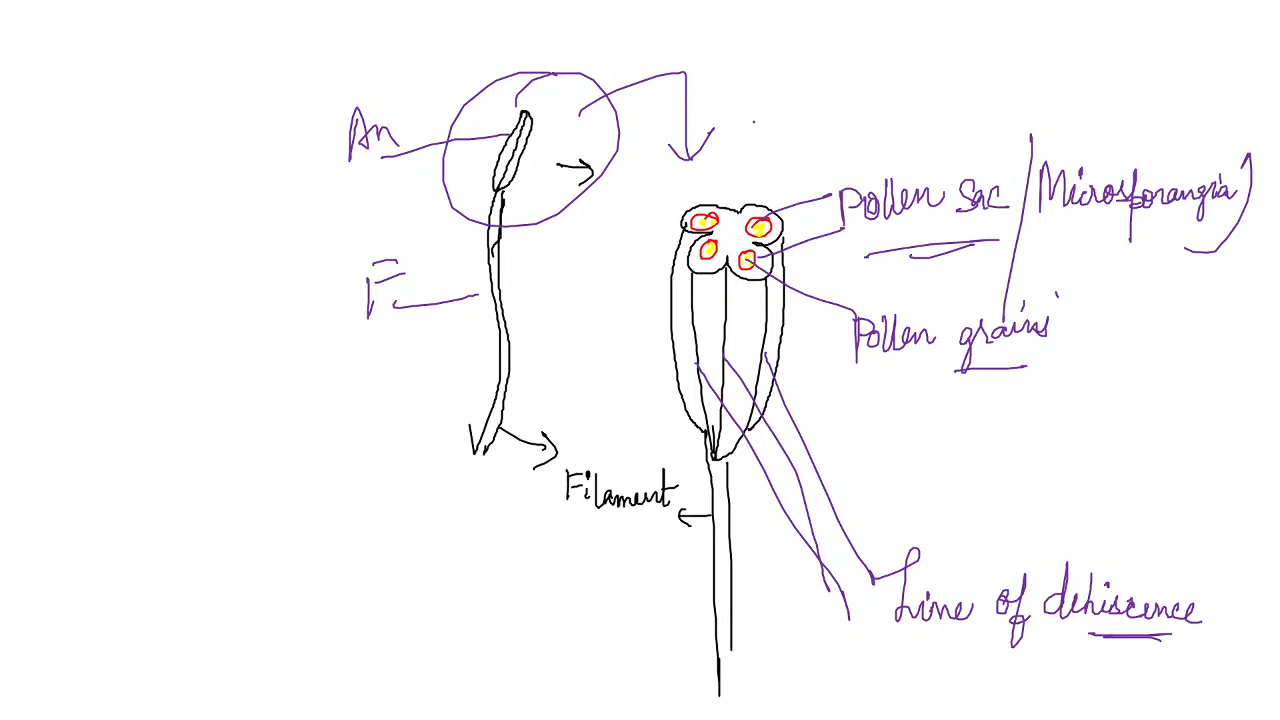 An
Pollen Sac / (Microsporangia)
F
Pollen grains
Filament
Line of dehiscence